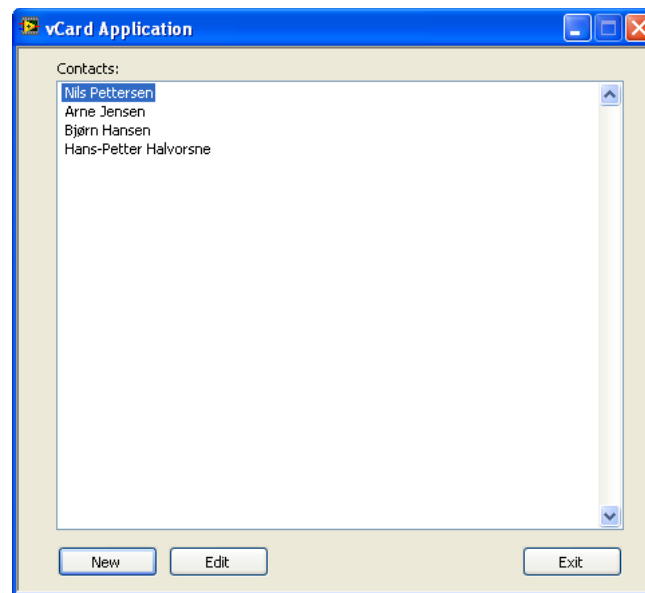 vCard Application
Contacts:
Nils Pettersen
Arne Jensen
Bjørn Hansen
Hans-Petter Halvorsne
New Edit Exit